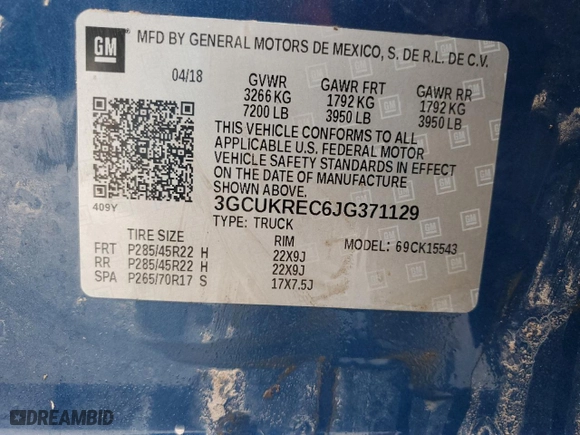 GM
MFD BY GENERAL MOTORS DE MEXICO, S. DE R.L. DE C.V.
04/18 GVWR GAWR FRT GAWR RR
3266 KG 1792 KG 1792 KG
7200 LB 3950 LB 3950 LB
THIS VEHICLE CONFORMS TO ALL
APPLICABLE U.S. FEDERAL MOTOR
VEHICLE SAFETY STANDARDS IN EFFECT
ON THE DATE OF MANUFACTURE
SHOWN ABOVE.
409Y
3GCUKREC6JG371129
TYPE: TRUCK
TIRE SIZE RIM MODEL: 69CK15543
FRT P285/45R22 H 22X9J
RR P285/45R22 H 22X9J
SPA P265/70R17 S 17X7.5J
DREAMBID